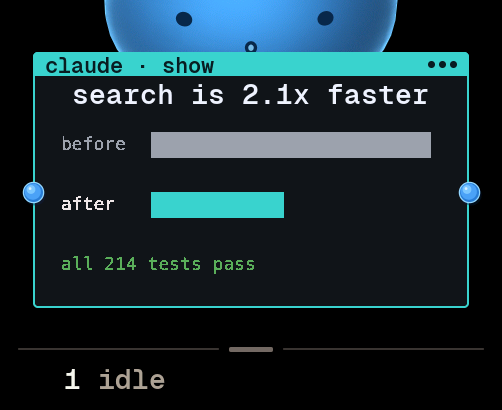 claude · show
search is 2.1x faster
before
after
all 214 tests pass
1 idle